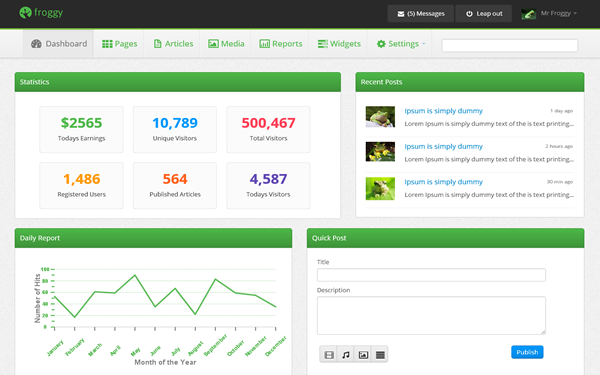 froggy
(5) Messages
Leap out
Mr Froggy
Dashboard
Pages
Articles
Media
Reports
Widgets
Settings
Statistics
$2565
Todays Earnings
10,789
Unique Visitors
500,467
Total Visitors
1,486
Registered Users
564
Published Articles
4,587
Todays Visitors
Recent Posts
Ipsum is simply dummy
1 day ago
Lorem Ipsum is simply dummy text of the is text printing...
Ipsum is simply dummy
2 hours ago
Lorem Ipsum is simply dummy text of the is text printing...
Ipsum is simply dummy
30 min ago
Lorem Ipsum is simply dummy text of the is text printing...
Daily Report
Number of Hits
100
80
60
40
20
0
January
February
March
April
May
June
July
August
September
October
November
December
Month of the Year
Quick Post
Title
Description
Publish